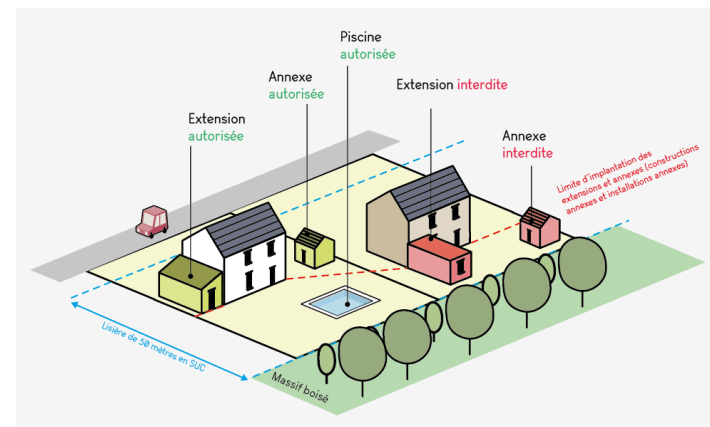 Piscine
autorisée
Annexe
autorisée
Extension interdite
Extension
autorisée
Annexe
interdite
Limite d'implantation des
extensions et annexes (constructions
annexes et installations annexes)
Lisière de 50 mètres en SUC
Massif boisé